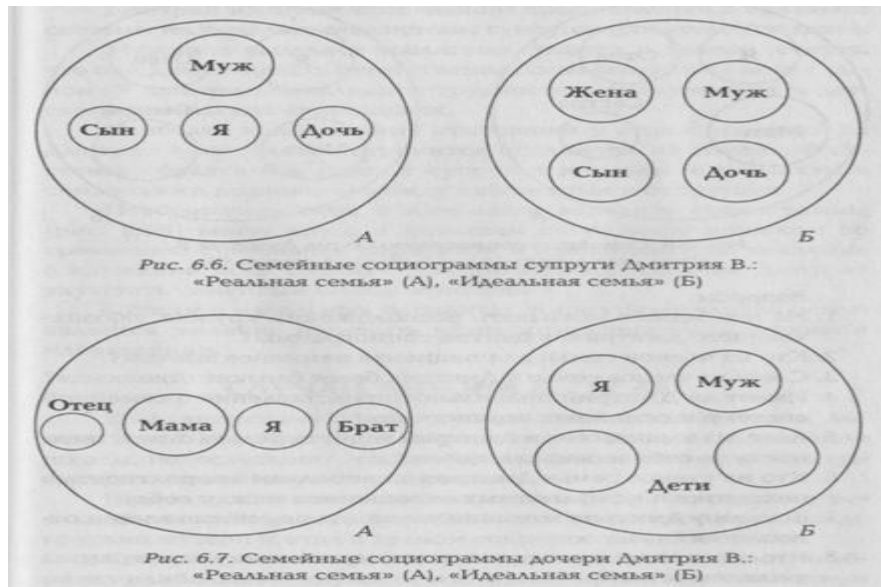 Муж
Сын Я Дочь
А
Жена Муж
Сын Дочь
Б
Рис. 6.6. Семейные социограммы супруги Дмитрия В.:
«Реальная семья» (А), «Идеальная семья» (Б)
Отец Мама Я Брат
А
Я Муж
Дети
Б
Рис. 6.7. Семейные социограммы дочери Дмитрия В.:
«Реальная семья» (А), «Идеальная семья» (Б)